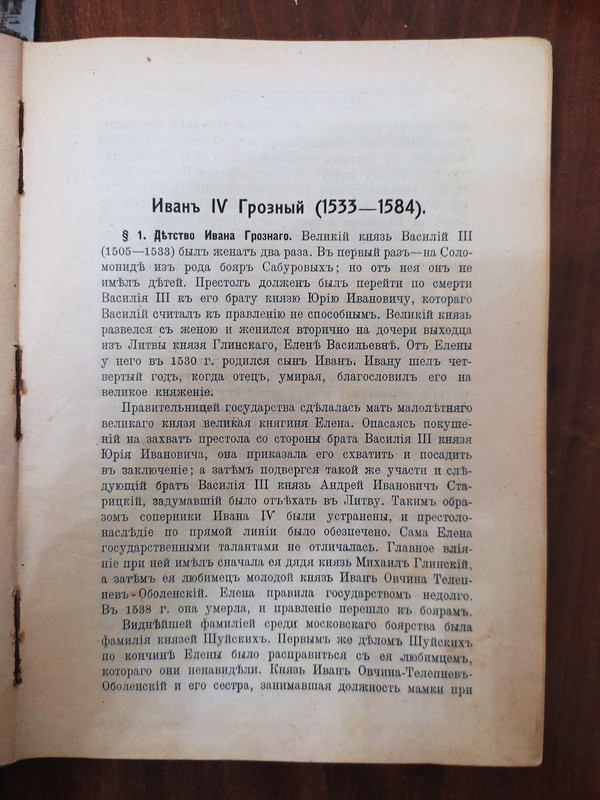 Иванъ IV Грозный (1533—1584).
§ 1. Дѣтство Ивана Грознаго. Великій князь Василій III
(1505—1533) былъ женатъ два раза. Въ первый разъ—на Соло-
монидѣ изъ рода бояр Сабуровыхъ; но отъ нея онъ не
имѣлъ дѣтей. Престолъ долженъ былъ перейти по смерти
Василія III къ его брату князю Юрію Ивановичу, котораго
Василій считалъ къ правленію не способнымъ. Великій князь
развелся съ женою и женился вторично на дочери выходца
изъ Литвы князя Глинскаго, Еленѣ Васильевнѣ. Отъ Елены
у него въ 1530 г. родился сынъ Иванъ. Ивану шелъ чет-
вертый годъ, когда отецъ, умирая, благословилъ его на
великое княженіе.
Правительницей государства сдѣлалась мать малолѣтняго
великаго князя великая княгиня Елена. Опасаясь покуше-
ній на захватъ престола со стороны брата Василія III князя
Юрія Ивановича, она приказала его схватить и посадить
въ заключеніе; а затѣмъ подвергся такой же участи и слѣ-
дующій братъ Василія III князь Андрей Ивановичъ Ста-
рицкій, задумавшій было отъѣхать въ Литву. Такимъ обра-
зомъ соперники Ивана IV были устранены, и престоло-
наслѣдіе по прямой линіи было обезпечено. Сама Елена
государственными талантами не отличалась. Главное влія-
ніе при ней имѣлъ сначала ея дядя князь Михаилъ Глинскій,
а затѣмъ ея любимецъ молодой князь Иванъ Овчина Телеп-
невъ-Оболенскій. Елена правила государствомъ недолго.
Въ 1538 г. она умерла, и правленіе перешло къ боярамъ.
Виднѣйшей фамиліей среди московскаго боярства была
фамилія князей Шуйскихъ. Первымъ же дѣломъ Шуйскихъ
по кончинѣ Елены было расправиться съ ея любимцемъ,
котораго они ненавидѣли. Князь Иванъ Овчина-Телепневъ-
Оболенскій и его сестра, занимавшая должность мамки при